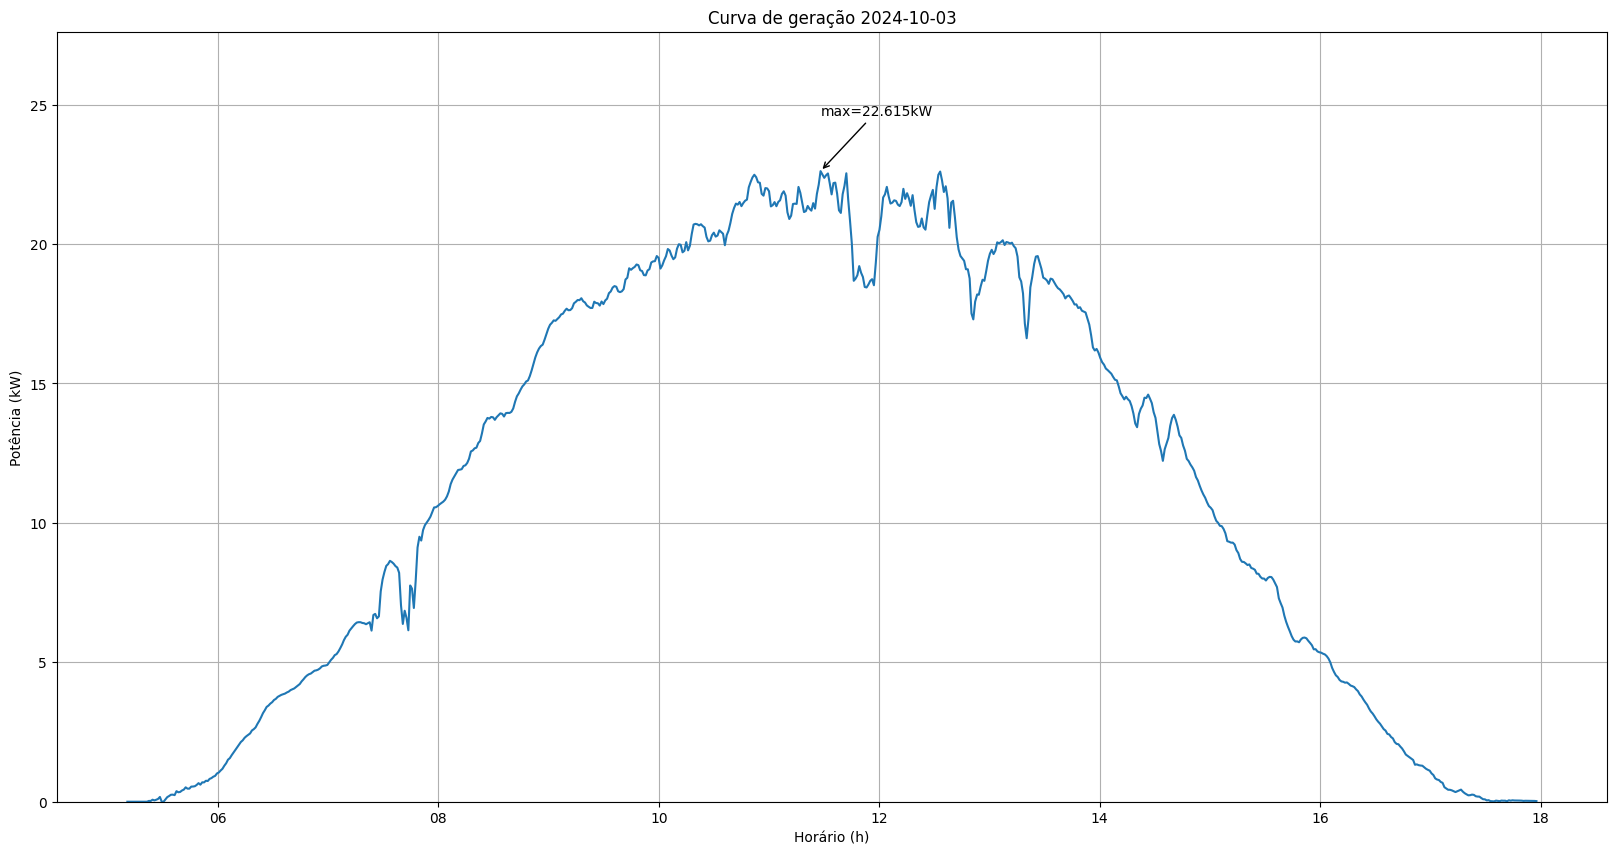 Curva de geração 2024-10-03
max=22.615kW
Potência (kW)
25
20
15
10
5
0
06 08 10 12 14 16 18
Horário (h)